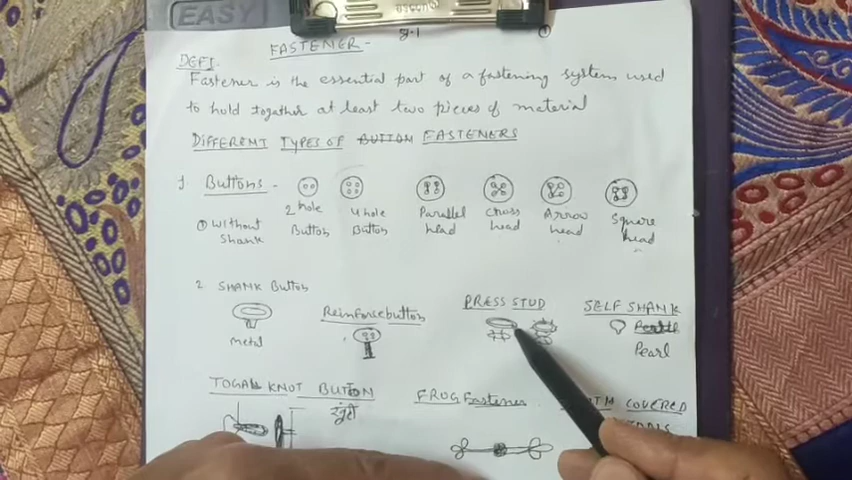 EASY
FASTENER-
DEFI.
Fastener is the essential part of a fastening system used
to hold together at least two pieces of material
DIFFERENT TYPES OF BUTTON FASTENERS
1. Buttons -
2 hole Button
4 hole Button
Parallel head
Cross head
Arrow head
Square head
① Without Shank
2 SHANK Button
metal
Reinforcebutton
PRESS STUD
SELF SHANK
Pearl
KNOT BUTTON
खूंटी
FROG Fastener
COVERED